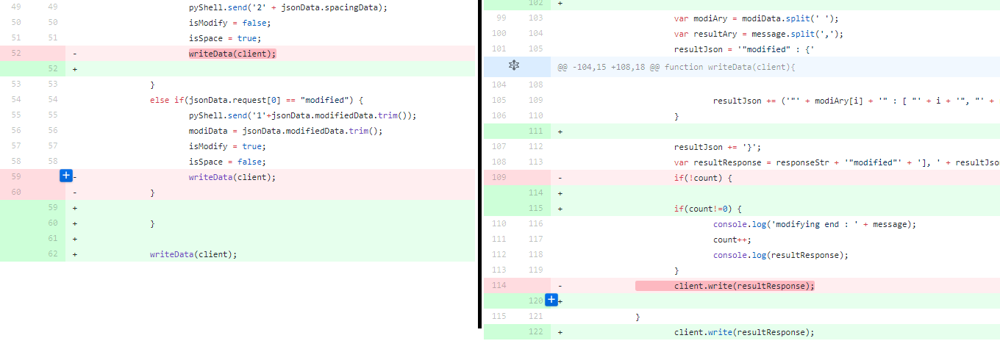 49 49 pyShell.send('2' + jsonData.spacingData);
50 50 isModify = false;
51 51 isSpace = true;
52 - writeData(client);
52 +
53 53 }
54 54 else if(jsonData.request[0] == "modified") {
55 55 pyShell.send('1'+jsonData.modifiedData.trim());
56 56 modiData = jsonData.modifiedData.trim();
57 57 isModify = true;
58 58 isSpace = false;
59 - writeData(client);
60 - }
59 +
60 + }
61 +
62 + writeData(client);
102 +
99 103 var modiAry = modiData.split(' ');
100 104 var resultAry = message.split(',');
101 105 resultJson = '"modified" : {'
@@ -104,15 +108,18 @@ function writeData(client){
104 108
105 109 resultJson += ('"' + modiAry[i] + '" : [ "' + i + '", "' +
106 110 }
111 +
107 112 resultJson += '}';
108 113 var resultResponse = responseStr + '"modified"' + '], ' + resultJso
109 - if(!count) {
114 +
115 + if(count!=0) {
110 116 console.log('modifying end : ' + message);
111 117 count++;
112 118 console.log(resultResponse);
113 119 }
114 - client.write(resultResponse);
120 +
115 121 }
122 + client.write(resultResponse);